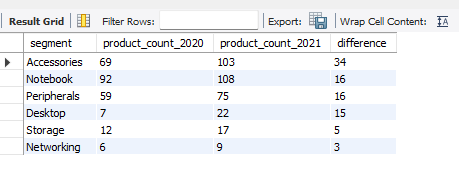 Result Grid Filter Rows: Export: Wrap Cell Content:
segment product_count_2020 product_count_2021 difference
Accessories 69 103 34
Notebook 92 108 16
Peripherals 59 75 16
Desktop 7 22 15
Storage 12 17 5
Networking 6 9 3